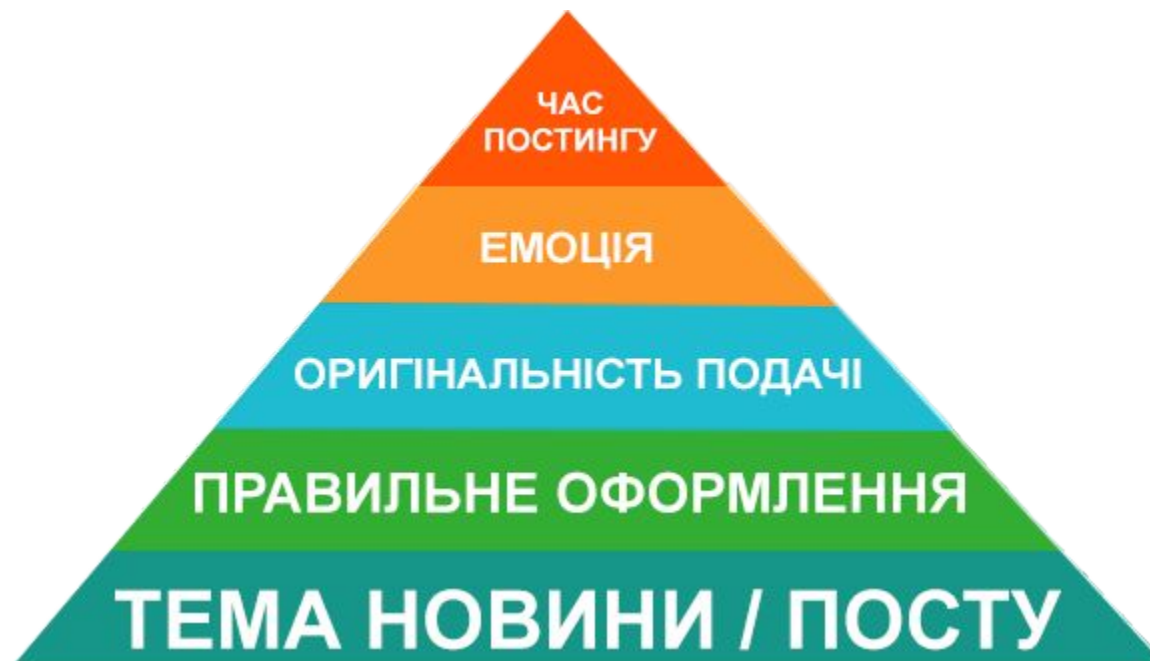 ЧАС
ПОСТИНГУ
ЕМОЦІЯ
ОРИГІНАЛЬНІСТЬ ПОДАЧІ
ПРАВИЛЬНЕ ОФОРМЛЕННЯ
ТЕМА НОВИНИ / ПОСТУ